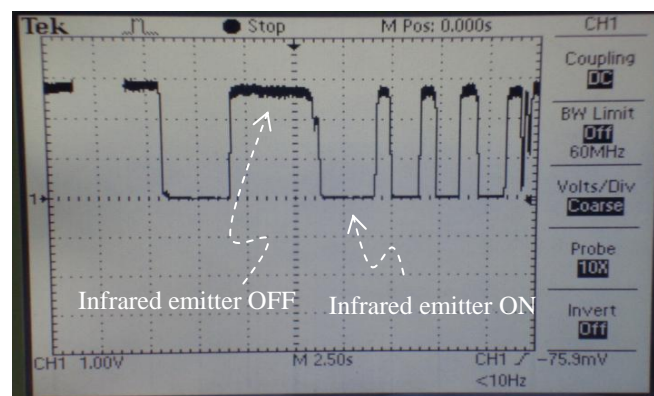 Tek Stop M Pos: 0.000s CH1
Coupling
DC
BW Limit
Off
60MHz
Volts/Div
Coarse
1
Probe
10X
Infrared emitter OFF Infrared emitter ON
Invert
Off
CH1 1.00V M 2.50s CH1 -75.9mV
<10Hz